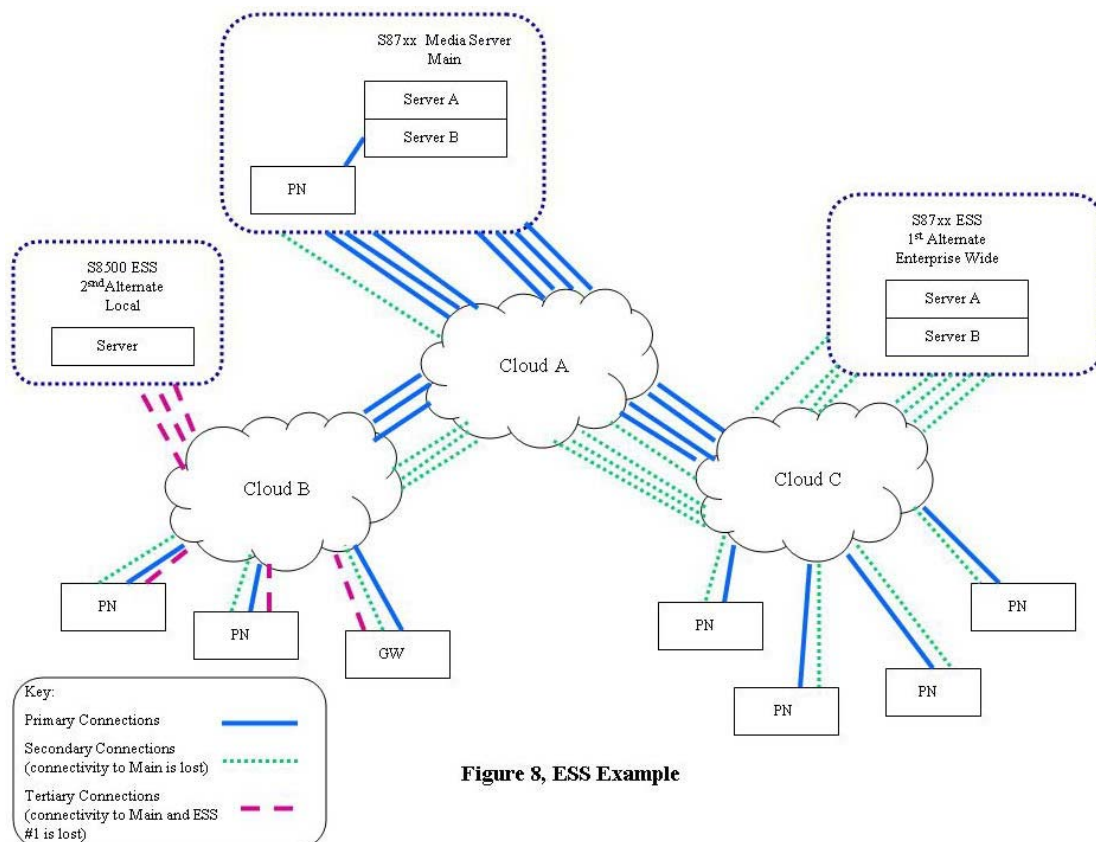 S87xx Media Server
Main
Server A
Server B
PN
S87xx ESS
1st Alternate
Enterprise Wide
Server A
Server B
S8500 ESS
2ndAlternate
Local
Server
Cloud A
Cloud B
Cloud C
PN
PN
GW
PN
PN
PN
PN
Key:
Primary Connections
Secondary Connections
(connectivity to Main is lost)
Tertiary Connections
(connectivity to Main and ESS
#1 is lost)
Figure 8, ESS Example